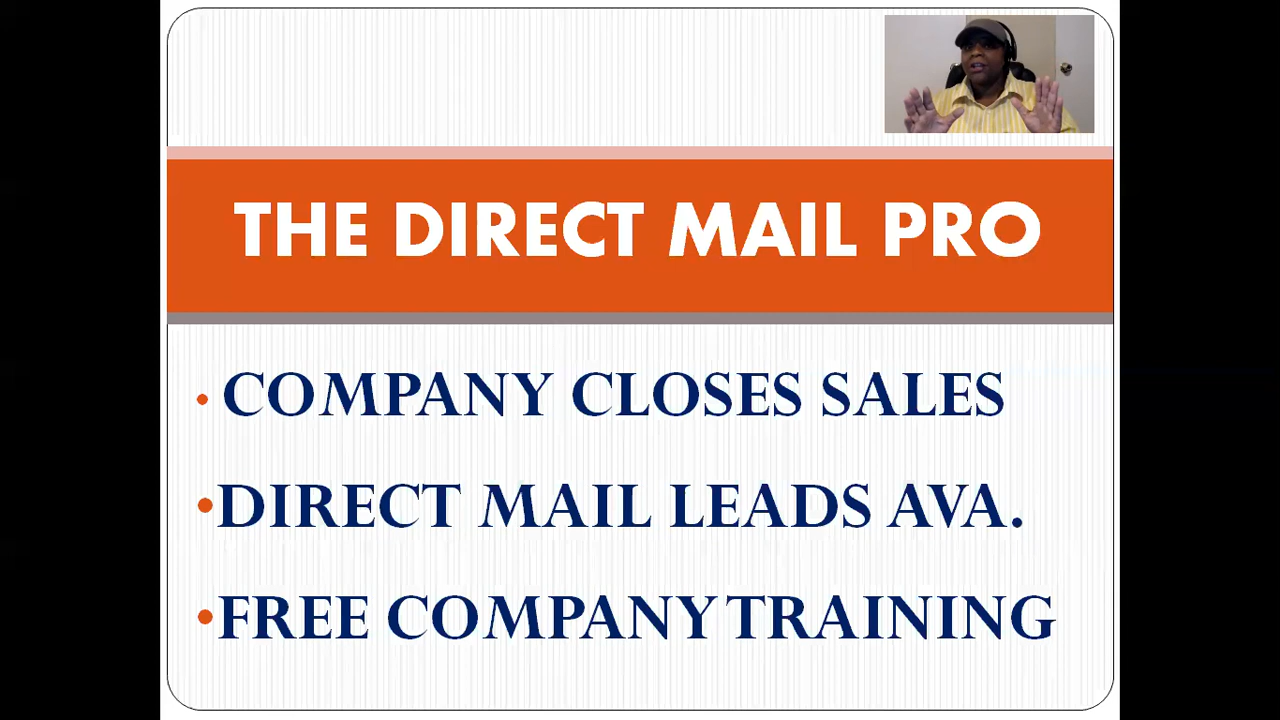 THE DIRECT MAIL PRO
• COMPANY CLOSES SALES
•DIRECT MAIL LEADS AVA.
•FREE COMPANY TRAINING